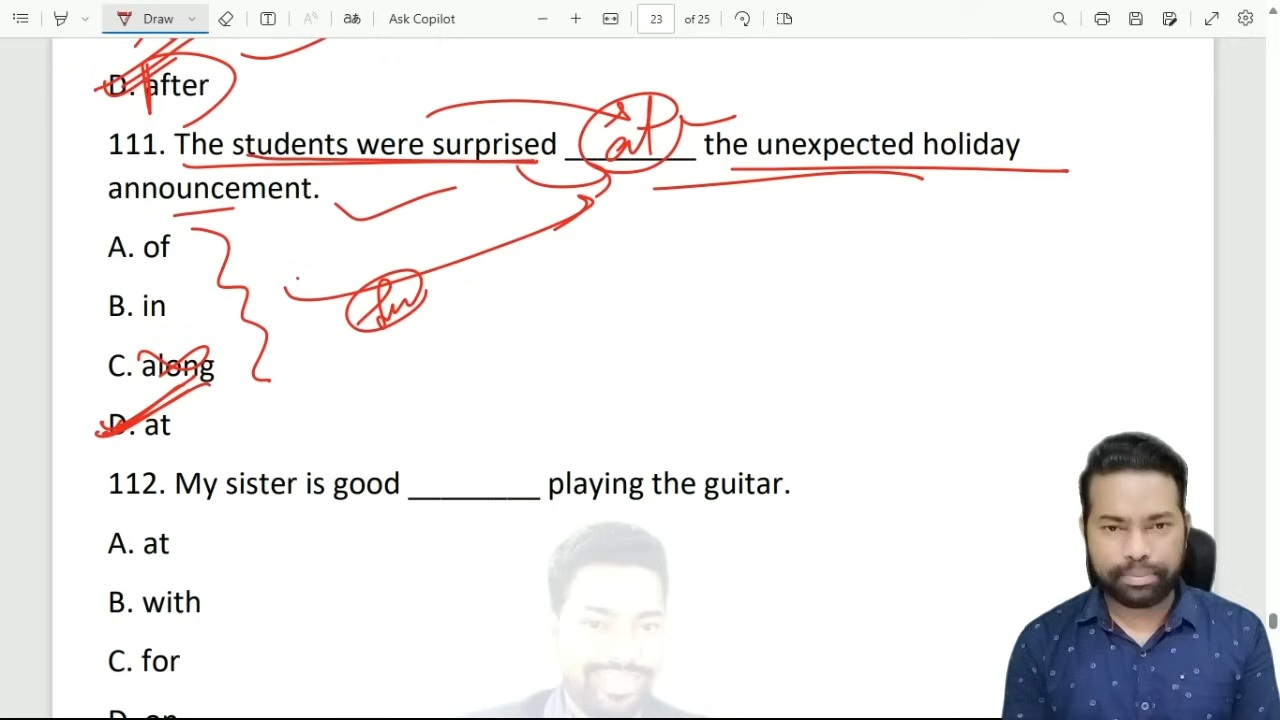 Draw
Ask Copilot
23 of 25
D. after
111. The students were surprised ________ the unexpected holiday
at
announcement.
A. of
B. in
C. along
D. at
112. My sister is good ________ playing the guitar.
A. at
B. with
C. for